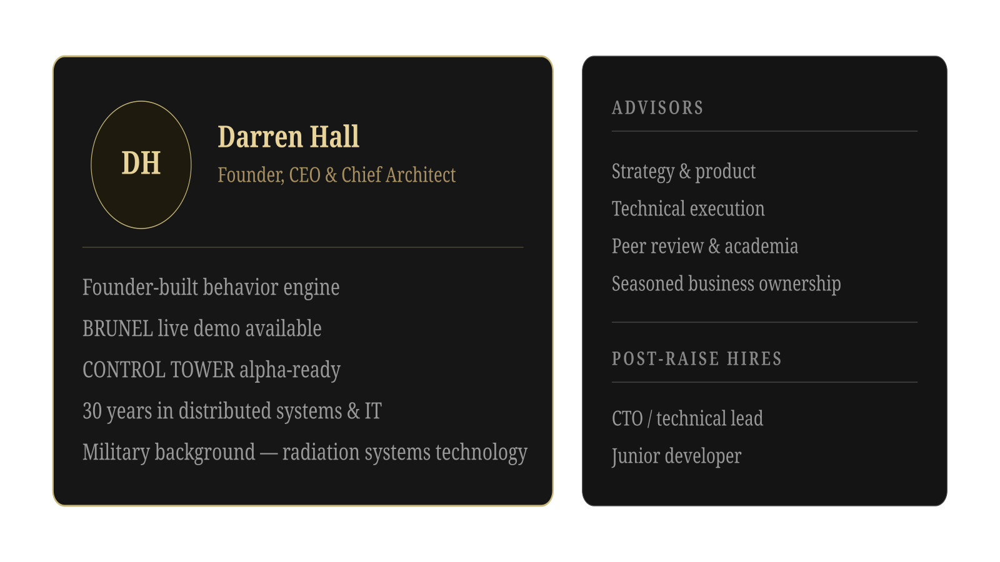 DH
Darren Hall
Founder, CEO & Chief Architect
Founder-built behavior engine
BRUNEL live demo available
CONTROL TOWER alpha-ready
30 years in distributed systems & IT
Military background — radiation systems technology
ADVISORS
Strategy & product
Technical execution
Peer review & academia
Seasoned business ownership
POST-RAISE HIRES
CTO / technical lead
Junior developer